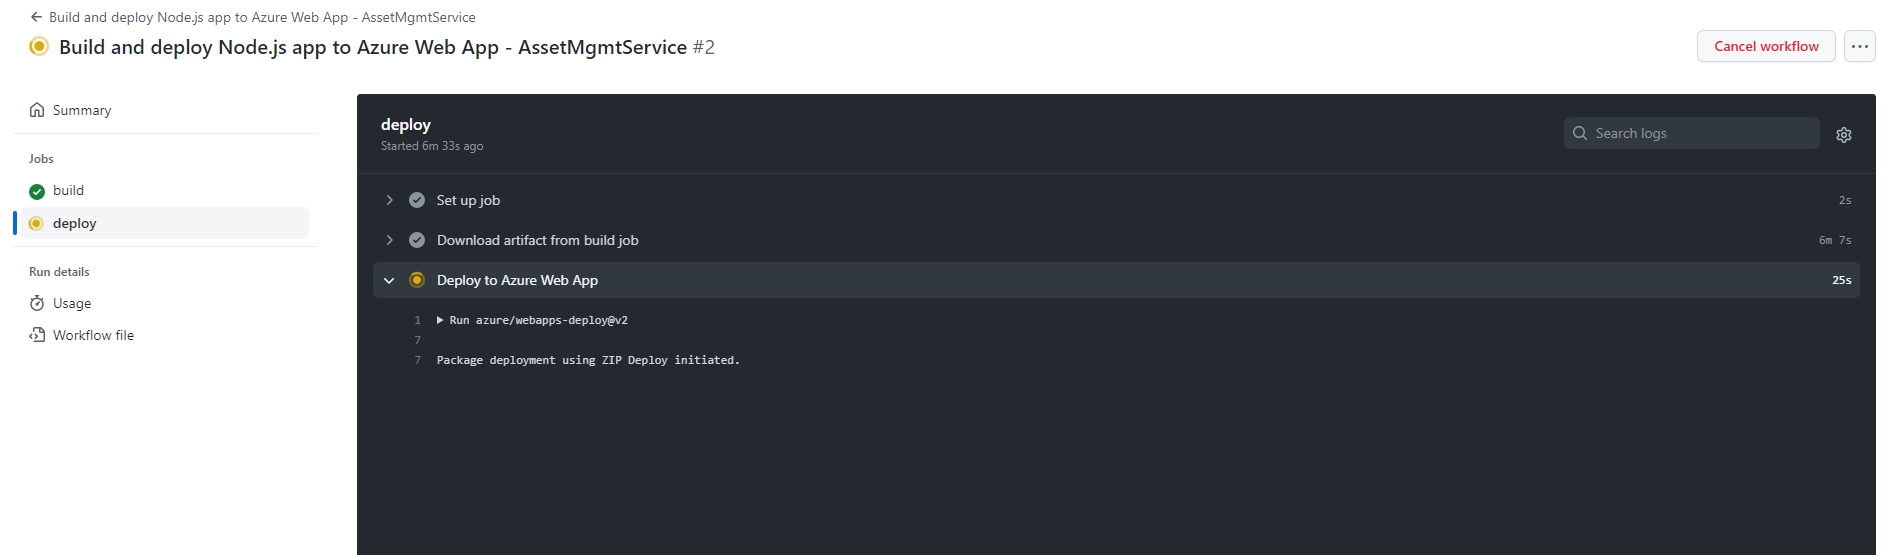 Build and deploy Node.js app to Azure Web App - AssetMgmtService
Build and deploy Node.js app to Azure Web App - AssetMgmtService #2
Cancel workflow
Summary
Jobs
build
deploy
Run details
Usage
Workflow file
deploy
Started 6m 33s ago
Search logs
Set up job 2s
Download artifact from build job 6m 7s
Deploy to Azure Web App 25s
1 Run azure/webapps-deploy@v2
7
7 Package deployment using ZIP Deploy initiated.